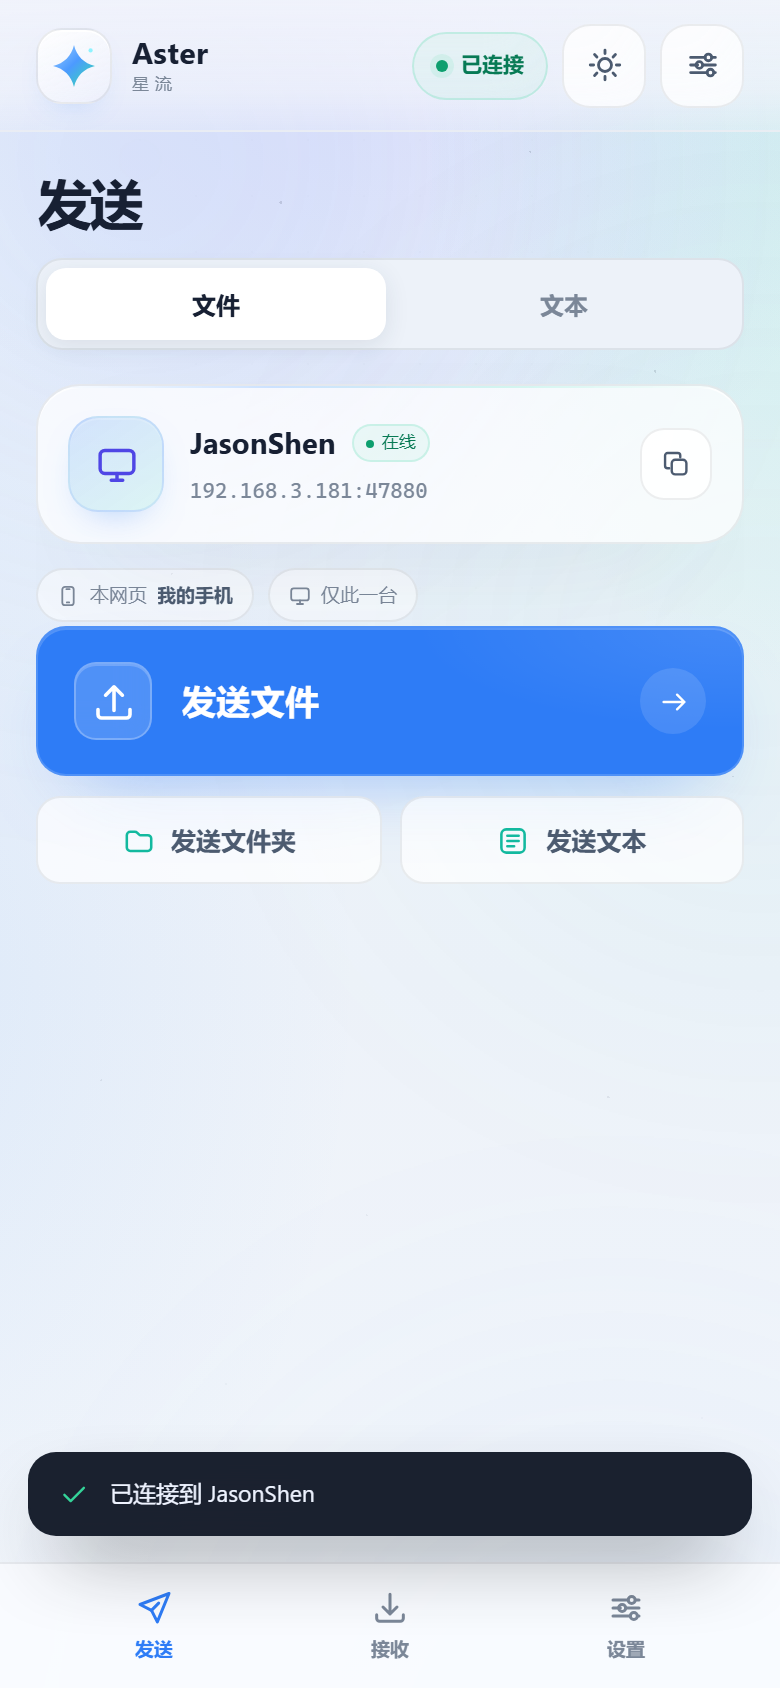 Aster
星流
已连接
发送
文件
文本
JasonShen
在线
192.168.3.181:47880
本网页 我的手机
仅此一台
发送文件
发送文件夹
发送文本
已连接到 JasonShen
发送
接收
设置